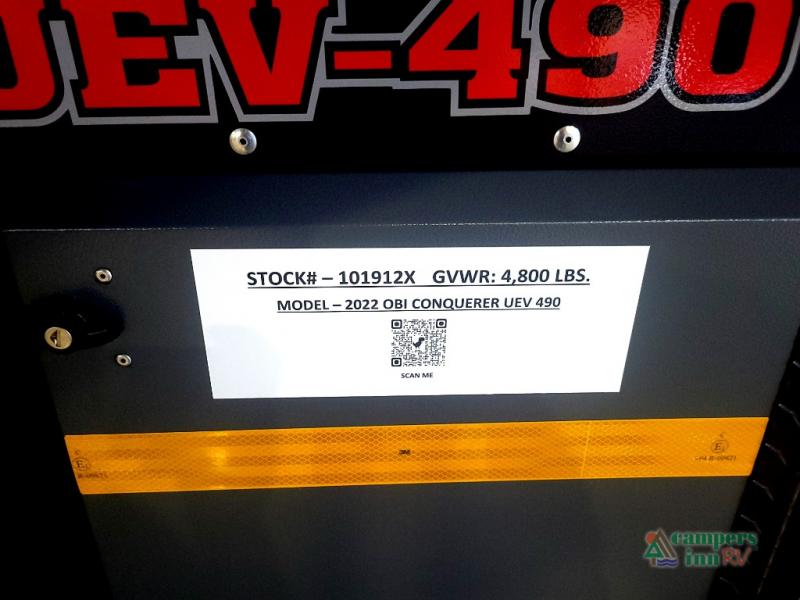 UEV-490
STOCK# – 101912X GVWR: 4,800 LBS.
MODEL – 2022 OBI CONQUERER UEV 490
SCAN ME
3M
campers
inn RV